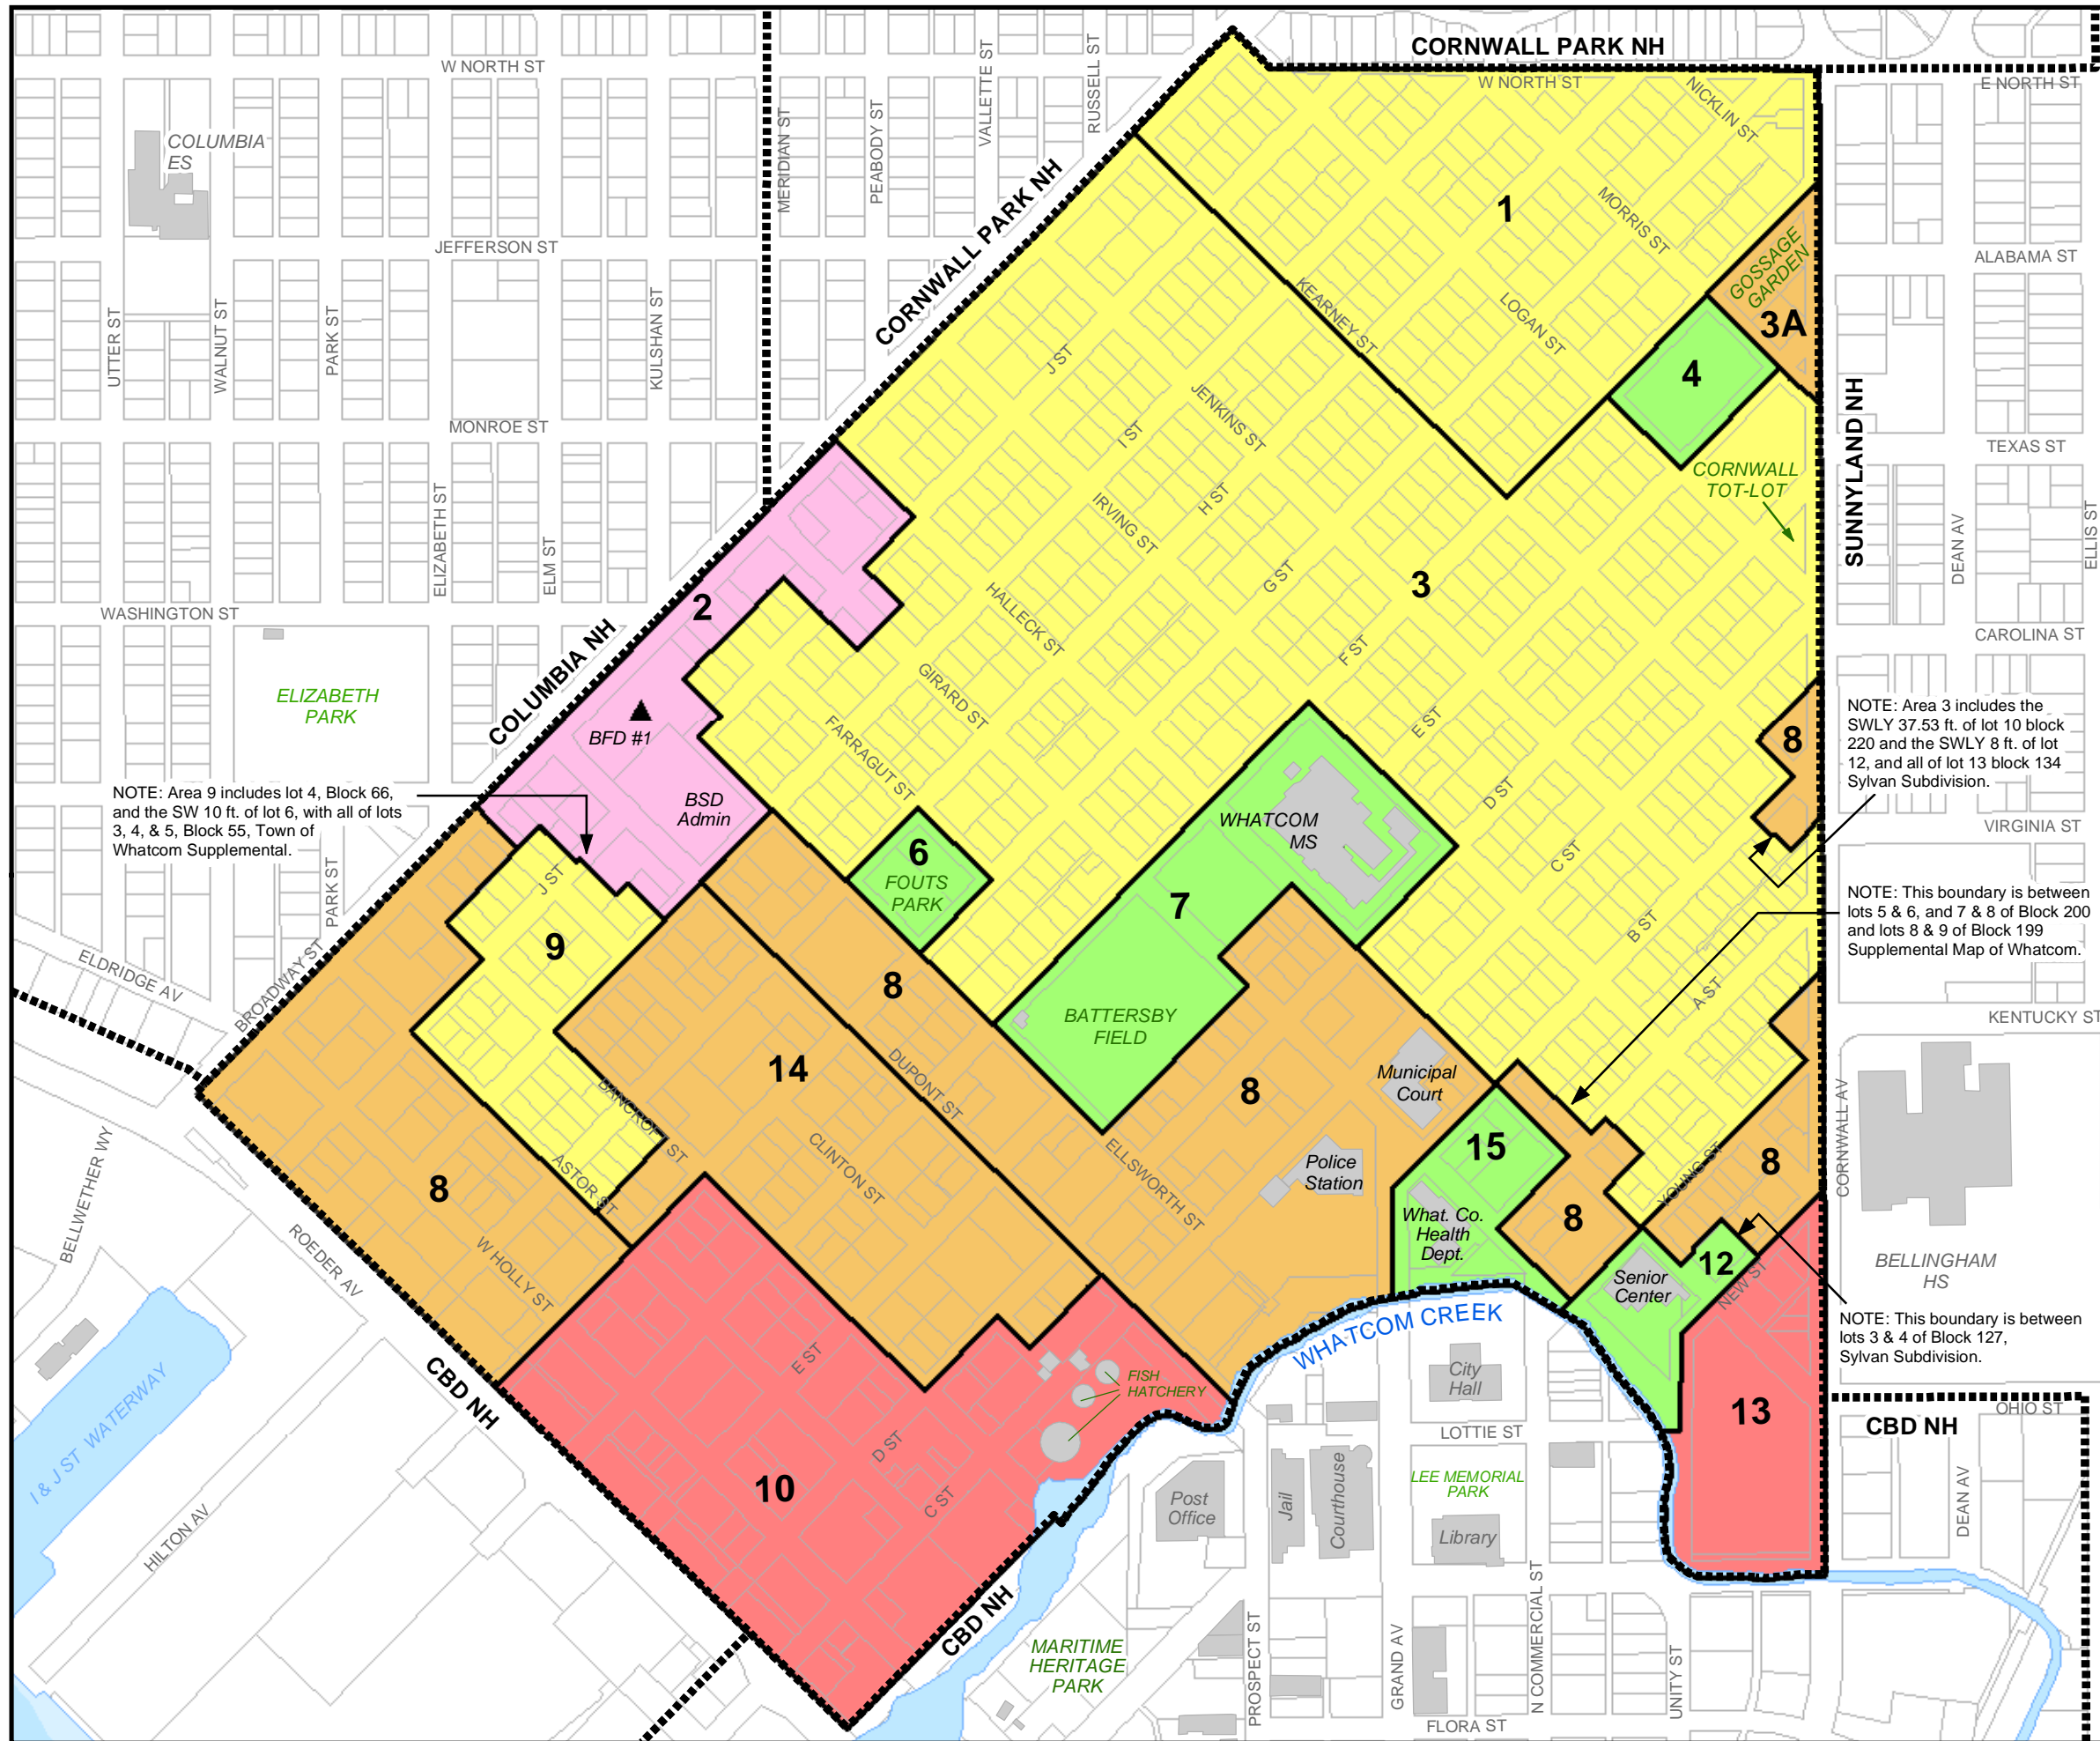 CORNWALL PARK NH
W NORTH ST
W NORTH ST
E NORTH ST
NICKLIN ST
VALLETTE ST
RUSSELL ST
PEABODY ST
MERIDIAN ST
COLUMBIA
ES
CORNWALL PARK NH
1
MORRIS ST
GOSSAGE
GARDEN
3A
JEFFERSON ST
ALABAMA ST
KEARNEY ST
LOGAN ST
UTTER ST
WALNUT ST
PARK ST
KULSHAN ST
J ST
4
JENKINS ST
SUNNYLAND NH
MONROE ST
I ST
TEXAS ST
CORNWALL
TOT-LOT
H ST
IRVING ST
ELIZABETH ST
ELM ST
DEAN AV
ELLIS ST
G ST
3
2
HALLECK ST
WASHINGTON ST
CAROLINA ST
F ST
COLUMBIA NH
ELIZABETH
PARK
GIRARD ST
E ST
BFD #1
FARRAGUT ST
8
NOTE: Area 3 includes the
SWLY 37.53 ft. of lot 10 block
220 and the SWLY 8 ft. of lot
12, and all of lot 13 block 134
Sylvan Subdivision.
NOTE: Area 9 includes lot 4, Block 66,
and the SW 10 ft. of lot 6, with all of lots
3, 4, & 5, Block 55, Town of
Whatcom Supplemental.
BSD
Admin
D ST
WHATCOM
MS
VIRGINIA ST
6
FOUTS
PARK
C ST
J ST
PARK ST
7
B ST
NOTE: This boundary is between
lots 5 & 6, and 7 & 8 of Block 200
and lots 8 & 9 of Block 199
Supplemental Map of Whatcom.
9
ELDRIDGE AV
BROADWAY ST
8
A ST
BATTERSBY
FIELD
KENTUCKY ST
14
DUPONT ST
8
Municipal
Court
BANCROFT ST
CORNWALL AV
CLINTON ST
ELLSWORTH ST
15
Police
Station
YOUNG ST
8
BELLWETHER WY
8
ASTOR ST
8
What. Co.
Health
Dept.
W HOLLY ST
ROEDER AV
12
Senior
Center
NEW ST
BELLINGHAM
HS
WHATCOM CREEK
NOTE: This boundary is between
lots 3 & 4 of Block 127,
Sylvan Subdivision.
E ST
FISH
HATCHERY
City
Hall
CBD NH
13
OHIO ST
CBD NH
I & J ST WATERWAY
D ST
LOTTIE ST
10
C ST
LEE MEMORIAL
PARK
Post
Office
Jail
Courthouse
Library
HILTON AV
DEAN AV
CBD NH
MARITIME
HERITAGE
PARK
PROSPECT ST
GRAND AV
N COMMERCIAL ST
UNITY ST
FLORA ST